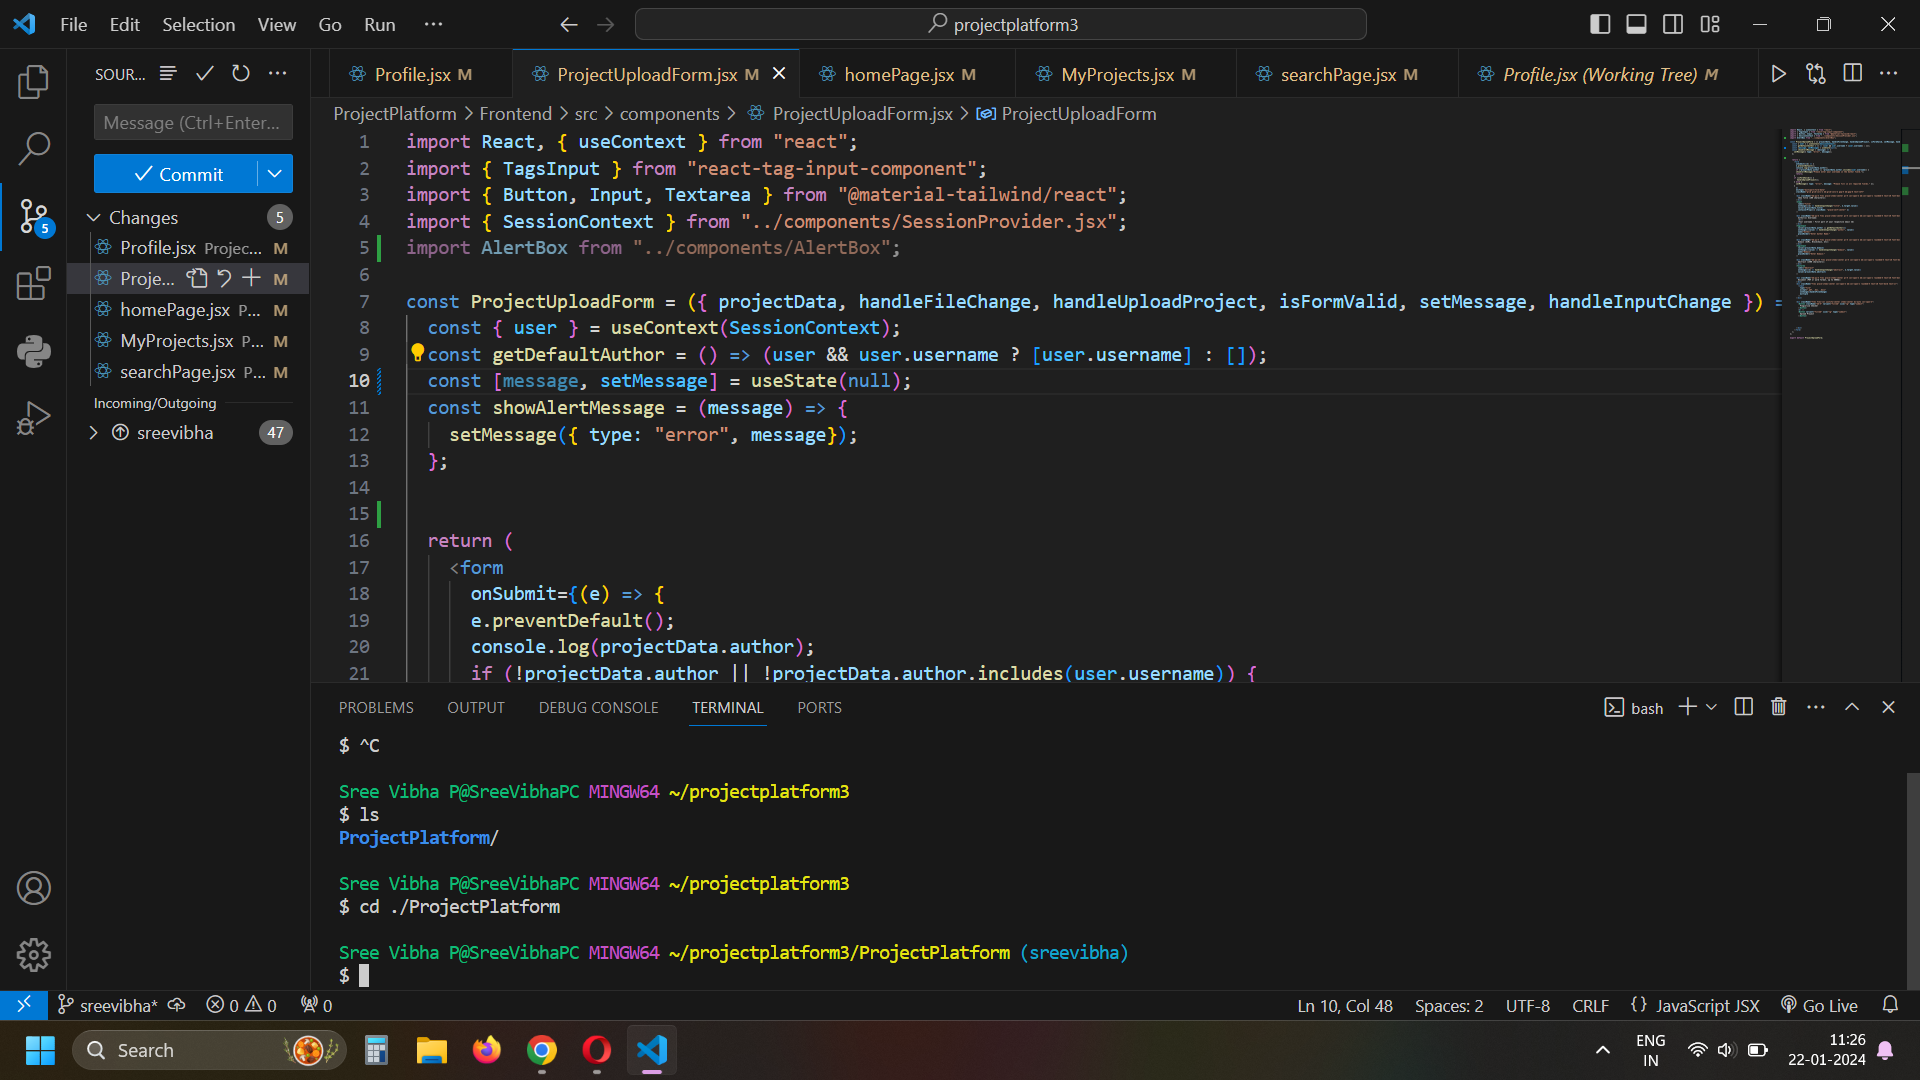 File Edit Selection View Go Run ··· projectplatform3
SOUR... ···
Message (Ctrl+Enter...
Commit
Changes 5
Profile.jsx Projec... M
Proje... M
homePage.jsx P... M
MyProjects.jsx P... M
searchPage.jsx P... M
Incoming/Outgoing
sreevibha 47
5
Profile.jsx M ProjectUploadForm.jsx M homePage.jsx M MyProjects.jsx M searchPage.jsx M Profile.jsx (Working Tree) M ···
ProjectPlatform > Frontend > src > components > ProjectUploadForm.jsx > ProjectUploadForm
1 import React, { useContext } from "react";
2 import { TagsInput } from "react-tag-input-component";
3 import { Button, Input, Textarea } from "@material-tailwind/react";
4 import { SessionContext } from "../components/SessionProvider.jsx";
5 import AlertBox from "../components/AlertBox";
6
7 const ProjectUploadForm = ({ projectData, handleFileChange, handleUploadProject, isFormValid, setMessage, handleInputChange }) =
8 const { user } = useContext(SessionContext);
9 const getDefaultAuthor = () => (user && user.username ? [user.username] : []);
10 const [message, setMessage] = useState(null);
11 const showAlertMessage = (message) => {
12 setMessage({ type: "error", message});
13 };
14
15
16 return (
17 <form
18 onSubmit={(e) => {
19 e.preventDefault();
20 console.log(projectData.author);
21 if (!projectData.author || !projectData.author.includes(user.username)) {
PROBLEMS OUTPUT DEBUG CONSOLE TERMINAL PORTS bash ···
$ ^C
Sree Vibha P@SreeVibhaPC MINGW64 ~/projectplatform3
$ ls
ProjectPlatform/
Sree Vibha P@SreeVibhaPC MINGW64 ~/projectplatform3
$ cd ./ProjectPlatform
Sree Vibha P@SreeVibhaPC MINGW64 ~/projectplatform3/ProjectPlatform (sreevibha)
$
sreevibha* 0 0 0 Ln 10, Col 48 Spaces: 2 UTF-8 CRLF {} JavaScript JSX Go Live
Search ENG 11:26
IN 22-01-2024